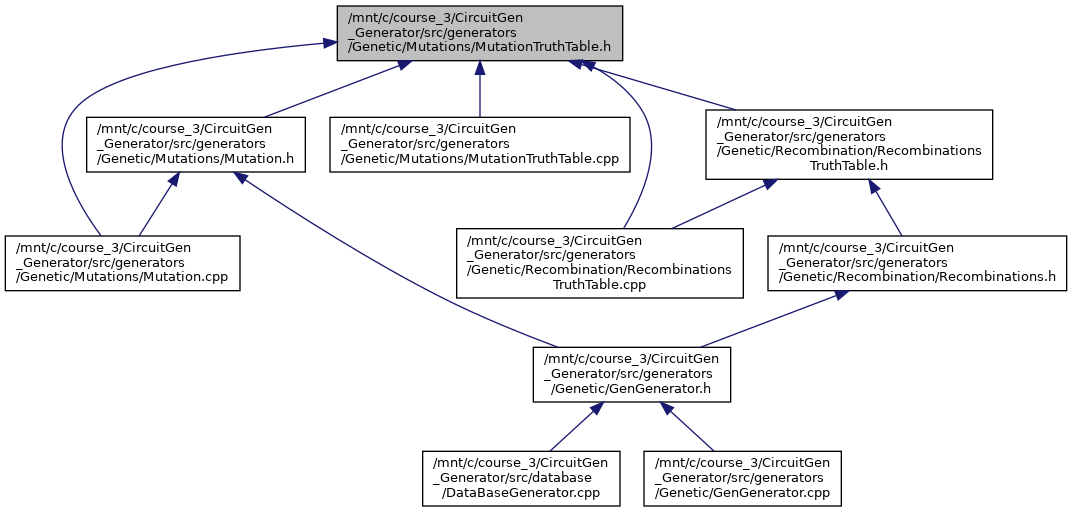 /mnt/c/course_3/CircuitGen
_Generator/src/generators
/Genetic/Mutations/MutationTruthTable.h
/mnt/c/course_3/CircuitGen
_Generator/src/generators
/Genetic/Mutations/Mutation.h
/mnt/c/course_3/CircuitGen
_Generator/src/generators
/Genetic/Mutations/MutationTruthTable.cpp
/mnt/c/course_3/CircuitGen
_Generator/src/generators
/Genetic/Recombination/Recombinations
TruthTable.h
/mnt/c/course_3/CircuitGen
_Generator/src/generators
/Genetic/Mutations/Mutation.cpp
/mnt/c/course_3/CircuitGen
_Generator/src/generators
/Genetic/Recombination/Recombinations
TruthTable.cpp
/mnt/c/course_3/CircuitGen
_Generator/src/generators
/Genetic/Recombination/Recombinations.h
/mnt/c/course_3/CircuitGen
_Generator/src/generators
/Genetic/GenGenerator.h
/mnt/c/course_3/CircuitGen
_Generator/src/database
/DataBaseGenerator.cpp
/mnt/c/course_3/CircuitGen
_Generator/src/generators
/Genetic/GenGenerator.cpp